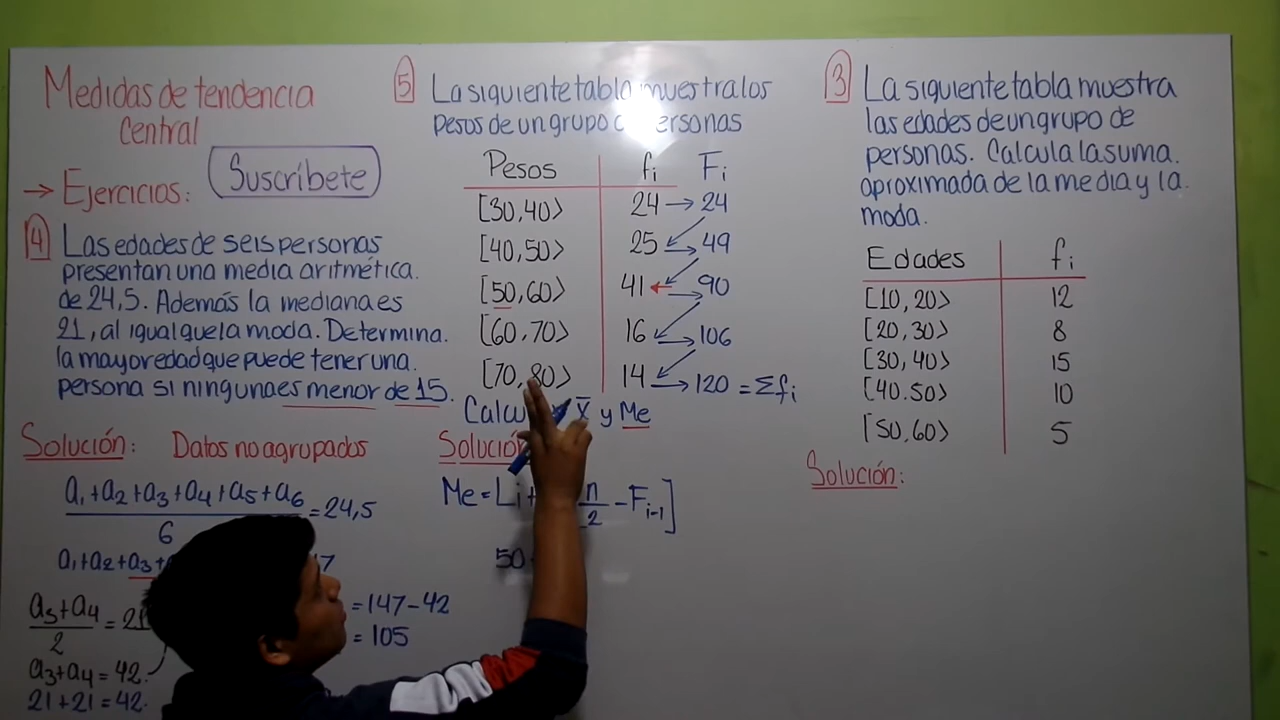 Medidas de tendencia
Central
→ Ejercicios:
Suscríbete
4 Las edades de seis personas
presentan una media aritmética.
de 24,5. Además la mediana es
21, al igual que la moda. Determina.
la mayor edad que puede tener una.
persona si ninguna es menor de 15.
Solución: Datos no agrupados
a₁+a₂+a₃+a₄+a₅+a₆
6
=24,5
a₁+a₂+a₃+
a₃+a₄
2
= 21
=147-42
= 105
a₃+a₄=42.
21+21=42.
5 La siguiente tabla muestra los
pesos de un grupo personas
Pesos fi Fi
[30,40> 24 → 24
[40,50> 25 49
[50,60> 41 90
[60,70> 16 106
[70,80> 14 120 = Σfi
x̄ y Me
Solución
Me = Li+ n/2 - Fi-1]
50
3 La siguiente tabla muestra
las edades de un grupo de
personas. Calcula la suma.
aproximada de la media y la.
moda.
Edades fi
[10,20> 12
[20,30> 8
[30,40> 15
[40.50> 10
[50,60> 5
Solución: